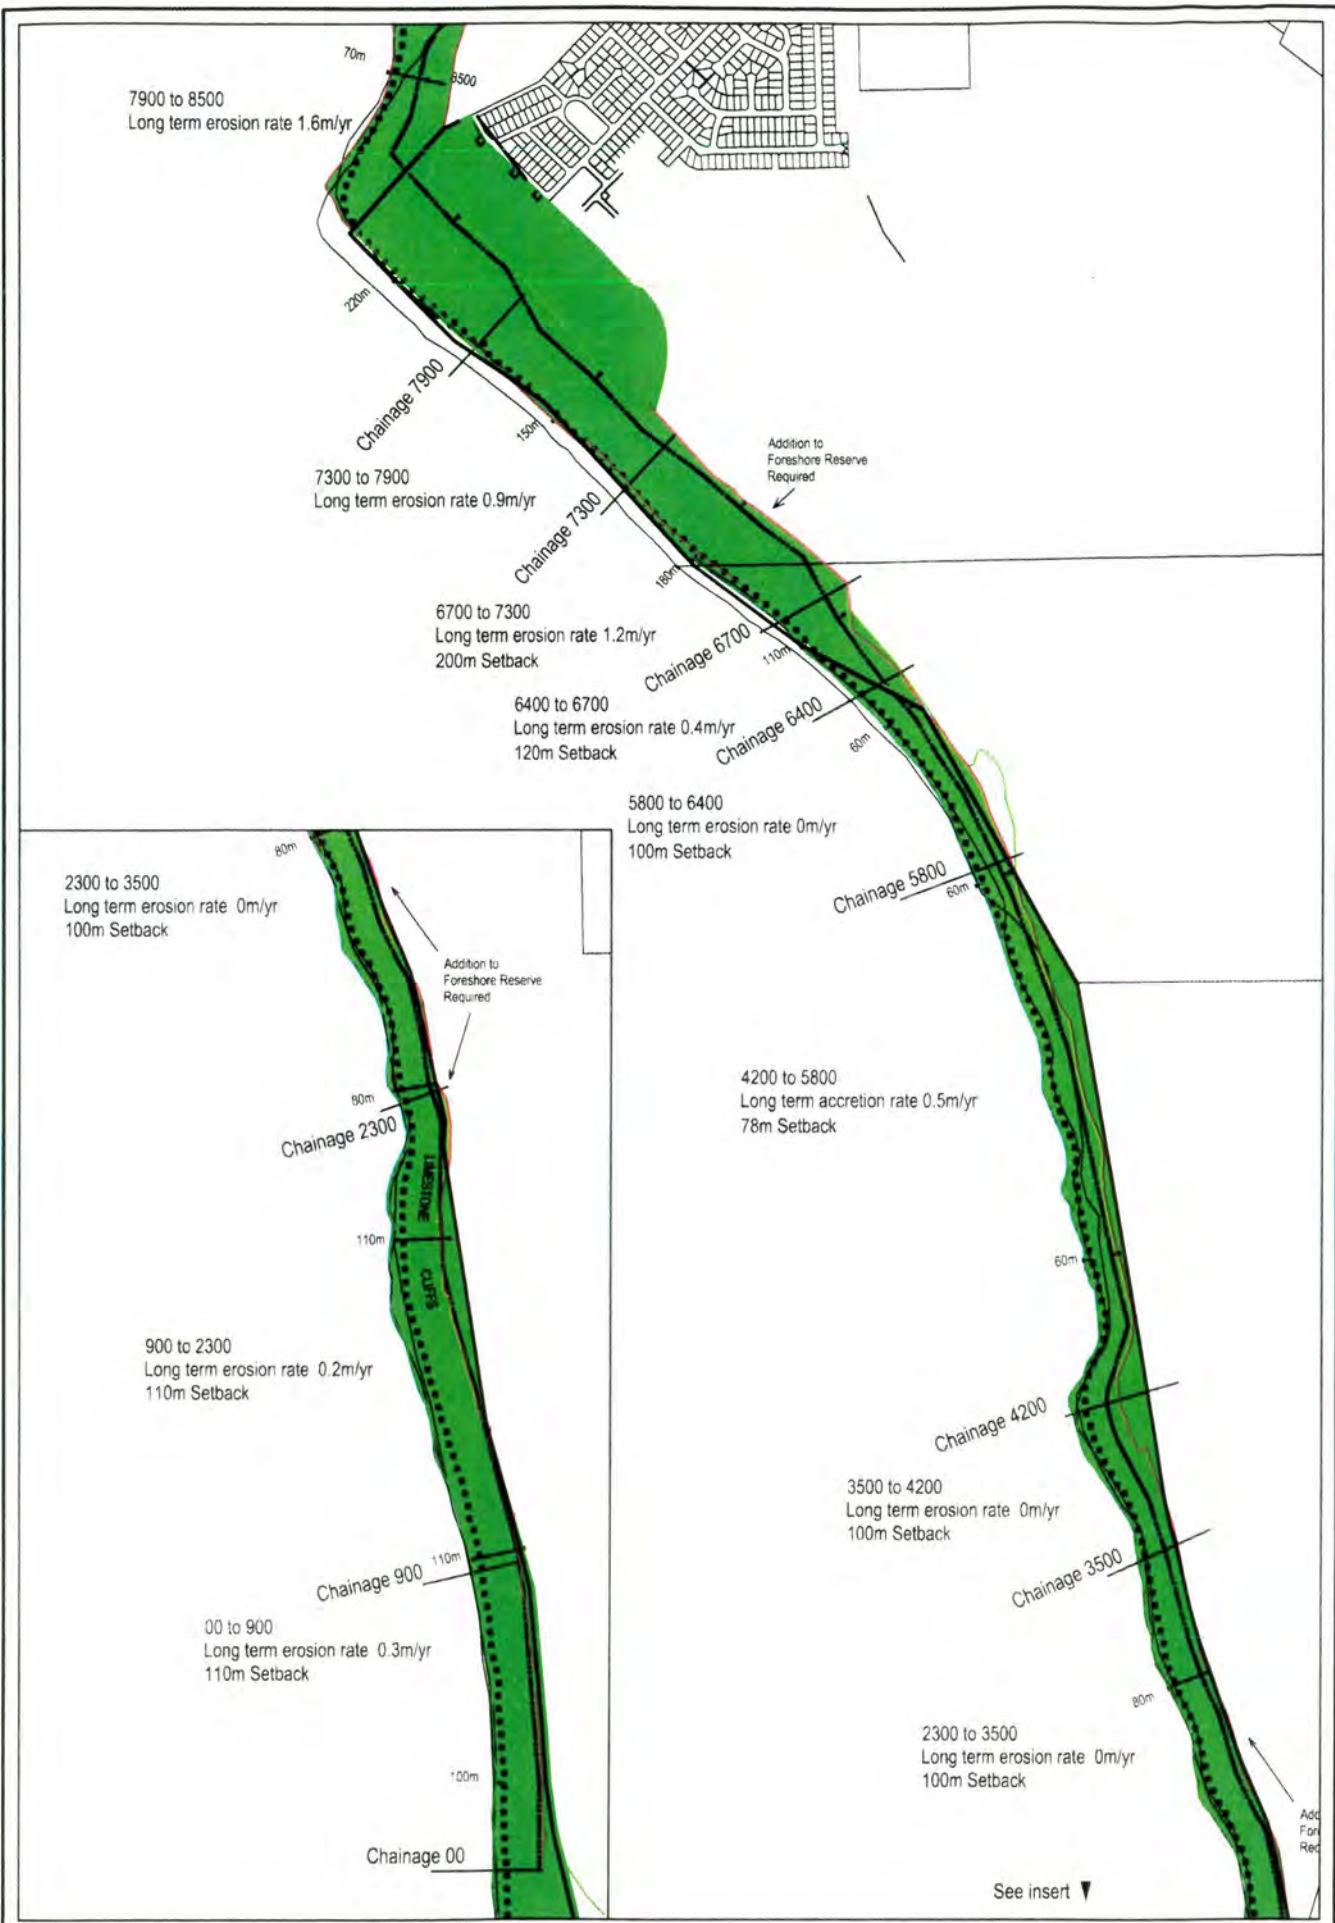 70m
8500
7900 to 8500
Long term erosion rate 1.6m/yr
220m
Chainage 7900
150m
7300 to 7900
Long term erosion rate 0.9m/yr
Chainage 7300
Addition to
Foreshore Reserve
Required
180m
6700 to 7300
Long term erosion rate 1.2m/yr
200m Setback
Chainage 6700
110m
6400 to 6700
Long term erosion rate 0.4m/yr
120m Setback
Chainage 6400
60m
5800 to 6400
Long term erosion rate 0m/yr
100m Setback
Chainage 5800
60m
4200 to 5800
Long term accretion rate 0.5m/yr
78m Setback
60m
Chainage 4200
3500 to 4200
Long term erosion rate 0m/yr
100m Setback
Chainage 3500
80m
2300 to 3500
Long term erosion rate 0m/yr
100m Setback
See insert
80m
2300 to 3500
Long term erosion rate 0m/yr
100m Setback
Addition to
Foreshore Reserve
Required
80m
Chainage 2300
LIMESTONE
CLIFFS
110m
900 to 2300
Long term erosion rate 0.2m/yr
110m Setback
110m
Chainage 900
00 to 900
Long term erosion rate 0.3m/yr
110m Setback
100m
Chainage 00